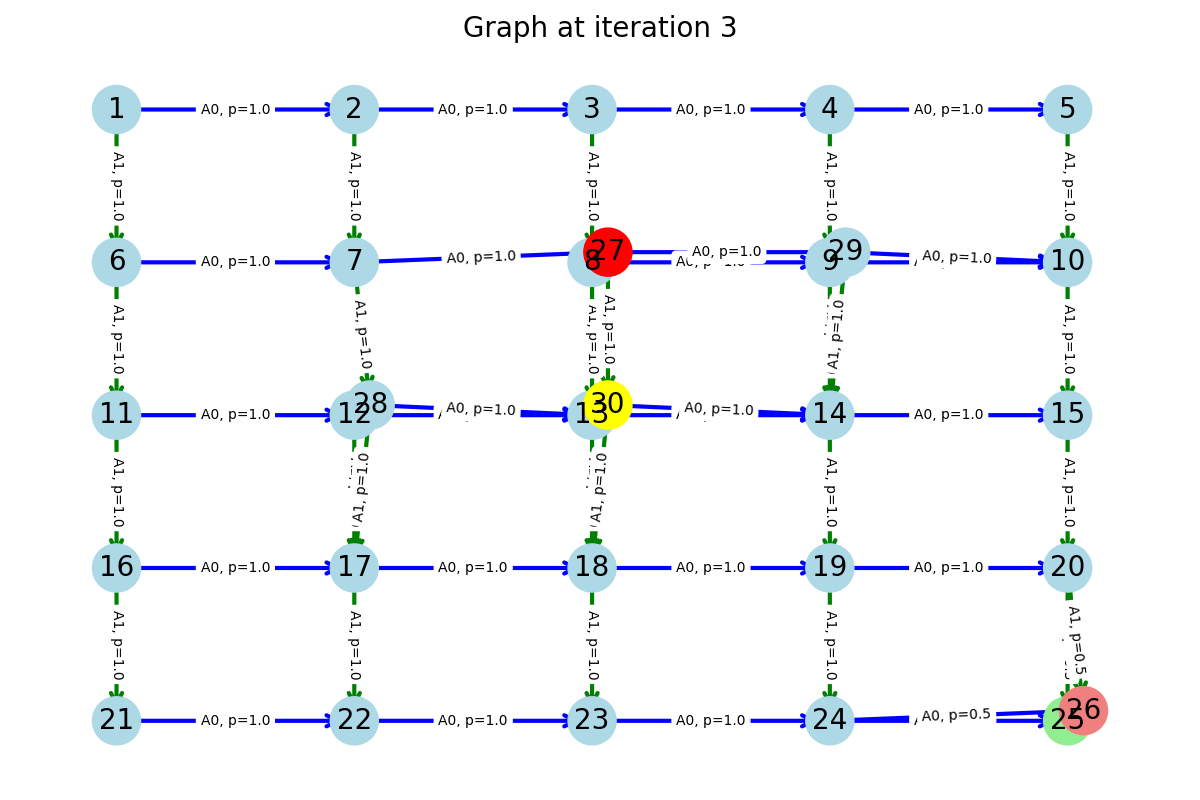 Graph at iteration 3
1 A0, p=1.0 2 A0, p=1.0 3 A0, p=1.0 4 A0, p=1.0 5
A1, p=1.0 A1, p=1.0 A1, p=1.0 A1, p=1.0 A1, p=1.0
6 A0, p=1.0 7 A0, p=1.0 8 27 A0, p=1.0 9 29 A0, p=1.0 10
A1, p=1.0 A1, p=1.0 A1, p=1.0 A1, p=1.0 A1, p=1.0 A1, p=1.0
11 A0, p=1.0 12 28 A0, p=1.0 13 30 A0, p=1.0 14 A0, p=1.0 15
A1, p=1.0 A1, p=1.0 A1, p=1.0 A1, p=1.0 A1, p=1.0
16 A0, p=1.0 17 A0, p=1.0 18 A0, p=1.0 19 A0, p=1.0 20
A1, p=1.0 A1, p=1.0 A1, p=1.0 A1, p=1.0 A1, p=0.5
21 A0, p=1.0 22 A0, p=1.0 23 A0, p=1.0 24 A0, p=0.5 25 26